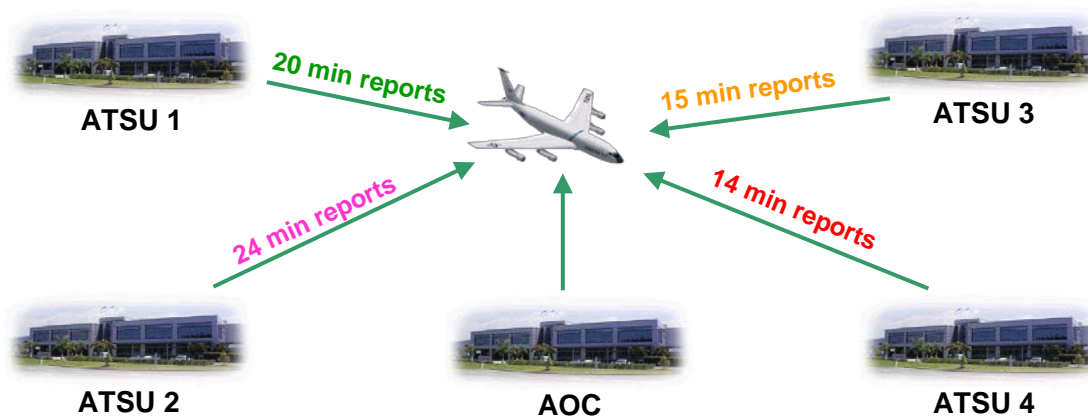 20 min reports
15 min reports
ATSU 1
ATSU 3
24 min reports
14 min reports
ATSU 2
AOC
ATSU 4